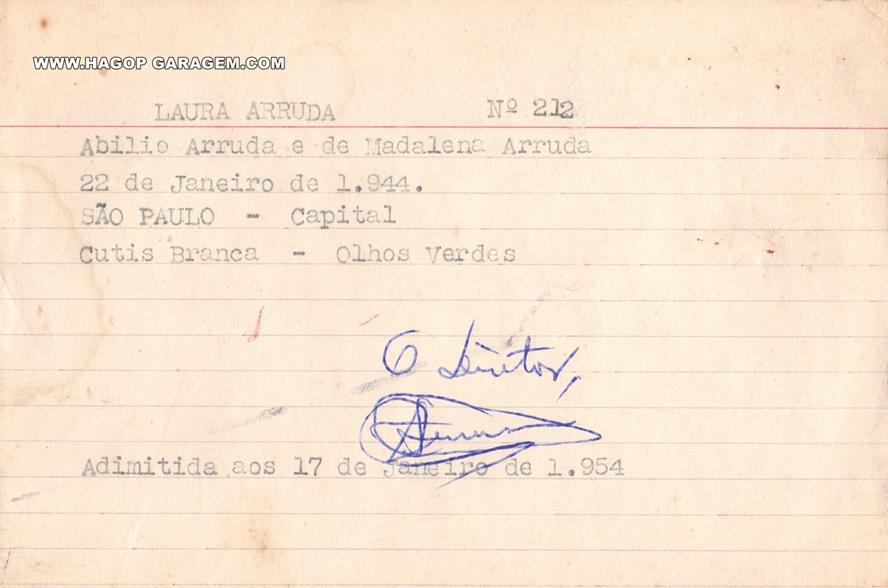 WWW.HAGOP GARAGEM.COM
LAURA ARRUDA Nº 212
Abilio Arruda e de Madalena Arruda
22 de Janeiro de 1.944.
SÃO PAULO - Capital
Cutis Branca - Olhos Verdes
O Diretor,
Adimitida aos 17 de Janeiro de 1.954